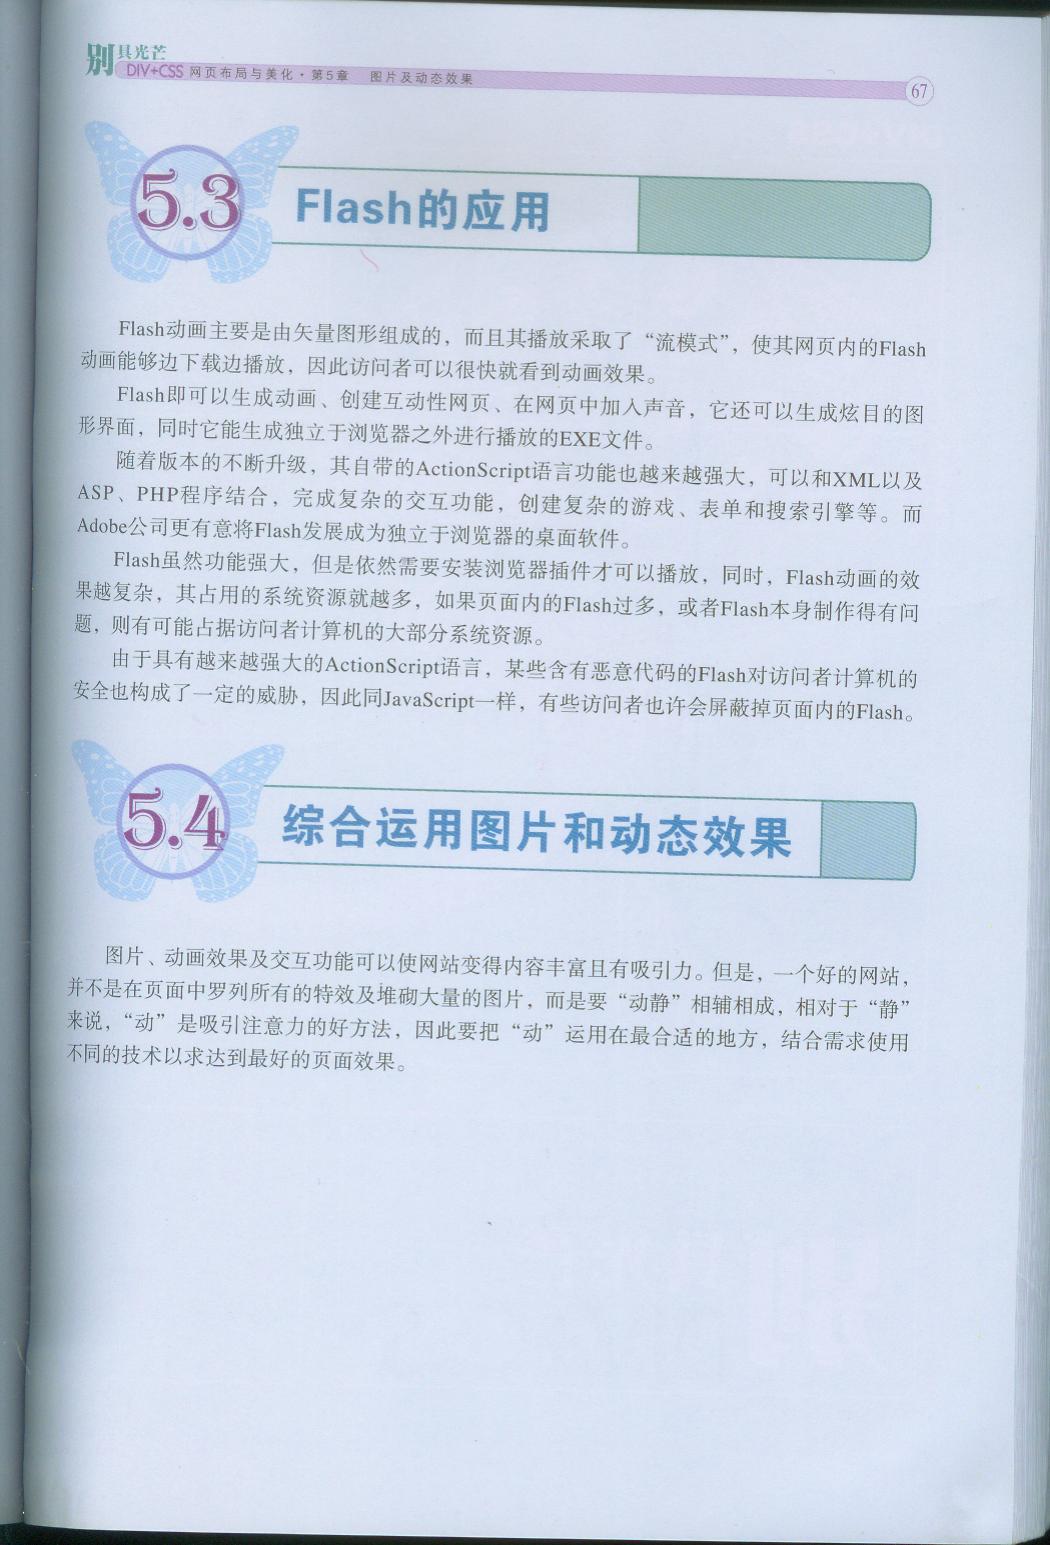 别具光芒
DIV+CSS 网页布局与美化·第5章 图片及动态效果
67
5.3
Flash的应用
Flash动画主要是由矢量图形组成的，而且其播放采取了“流模式”，使其网页内的Flash
动画能够边下载边播放，因此访问者可以很快就看到动画效果。
Flash即可以生成动画、创建互动性网页、在网页中加入声音，它还可以生成炫目的图
形界面，同时它能生成独立于浏览器之外进行播放的EXE文件。
随着版本的不断升级，其自带的ActionScript语言功能也越来越强大，可以和XML以及
ASP、PHP程序结合，完成复杂的交互功能，创建复杂的游戏、表单和搜索引擎等。而
Adobe公司更有意将Flash发展成为独立于浏览器的桌面软件。
Flash虽然功能强大，但是依然需要安装浏览器插件才可以播放，同时，Flash动画的效
果越复杂，其占用的系统资源就越多，如果页面内的Flash过多，或者Flash本身制作得有问
题，则有可能占据访问者计算机的大部分系统资源。
由于具有越来越强大的ActionScript语言，某些含有恶意代码的Flash对访问者计算机的
安全也构成了一定的威胁，因此同JavaScript一样，有些访问者也许会屏蔽掉页面内的Flash。
5.4
综合运用图片和动态效果
图片、动画效果及交互功能可以使网站变得内容丰富且有吸引力。但是，一个好的网站，
并不是在页面中罗列所有的特效及堆砌大量的图片，而是要“动静”相辅相成，相对于“静”
来说，“动”是吸引注意力的好方法，因此要把“动”运用在最合适的地方，结合需求使用
不同的技术以求达到最好的页面效果。